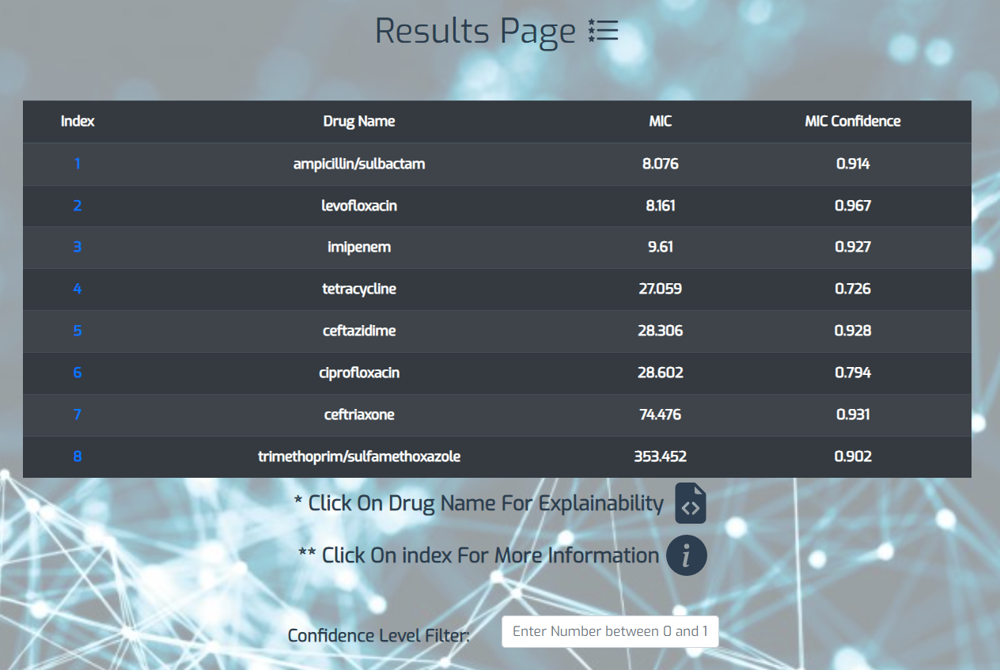 Results Page
Index Drug Name MIC MIC Confidence
1 ampicillin/sulbactam 8.076 0.914
2 levofloxacin 8.161 0.967
3 imipenem 9.61 0.927
4 tetracycline 27.059 0.726
5 ceftazidime 28.306 0.928
6 ciprofloxacin 28.602 0.794
7 ceftriaxone 74.476 0.931
8 trimethoprim/sulfamethoxazole 353.452 0.902
* Click On Drug Name For Explainability
** Click On index For More Information
Confidence Level Filter: Enter Number between 0 and 1